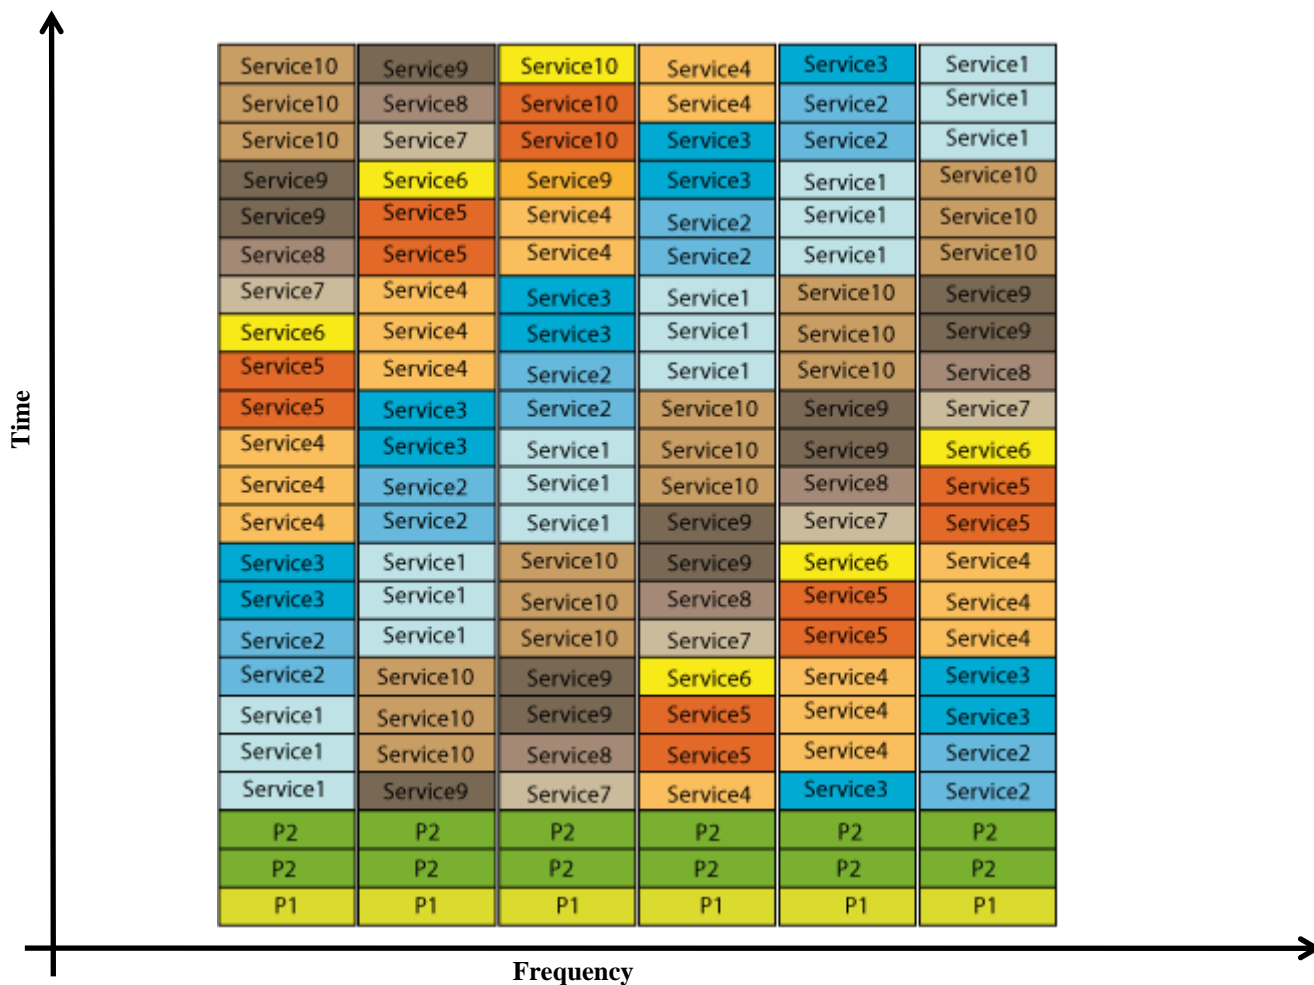 Service10 Service9 Service10 Service4 Service3 Service1
Service10 Service8 Service10 Service4 Service2 Service1
Service10 Service7 Service10 Service3 Service2 Service1
Service9 Service6 Service9 Service3 Service1 Service10
Service9 Service5 Service4 Service2 Service1 Service10
Service8 Service5 Service4 Service2 Service1 Service10
Service7 Service4 Service3 Service1 Service10 Service9
Service6 Service4 Service3 Service1 Service10 Service9
Service5 Service4 Service2 Service1 Service10 Service8
Service5 Service3 Service2 Service10 Service9 Service7
Service4 Service3 Service1 Service10 Service9 Service6
Service4 Service2 Service1 Service10 Service8 Service5
Service4 Service2 Service1 Service9 Service7 Service5
Service3 Service1 Service10 Service9 Service6 Service4
Service3 Service1 Service10 Service8 Service5 Service4
Service2 Service1 Service10 Service7 Service5 Service4
Service2 Service10 Service9 Service6 Service4 Service3
Service1 Service10 Service9 Service5 Service4 Service3
Service1 Service10 Service8 Service5 Service4 Service2
Service1 Service9 Service7 Service4 Service3 Service2
P2 P2 P2 P2 P2 P2
P2 P2 P2 P2 P2 P2
P1 P1 P1 P1 P1 P1
Time
Frequency